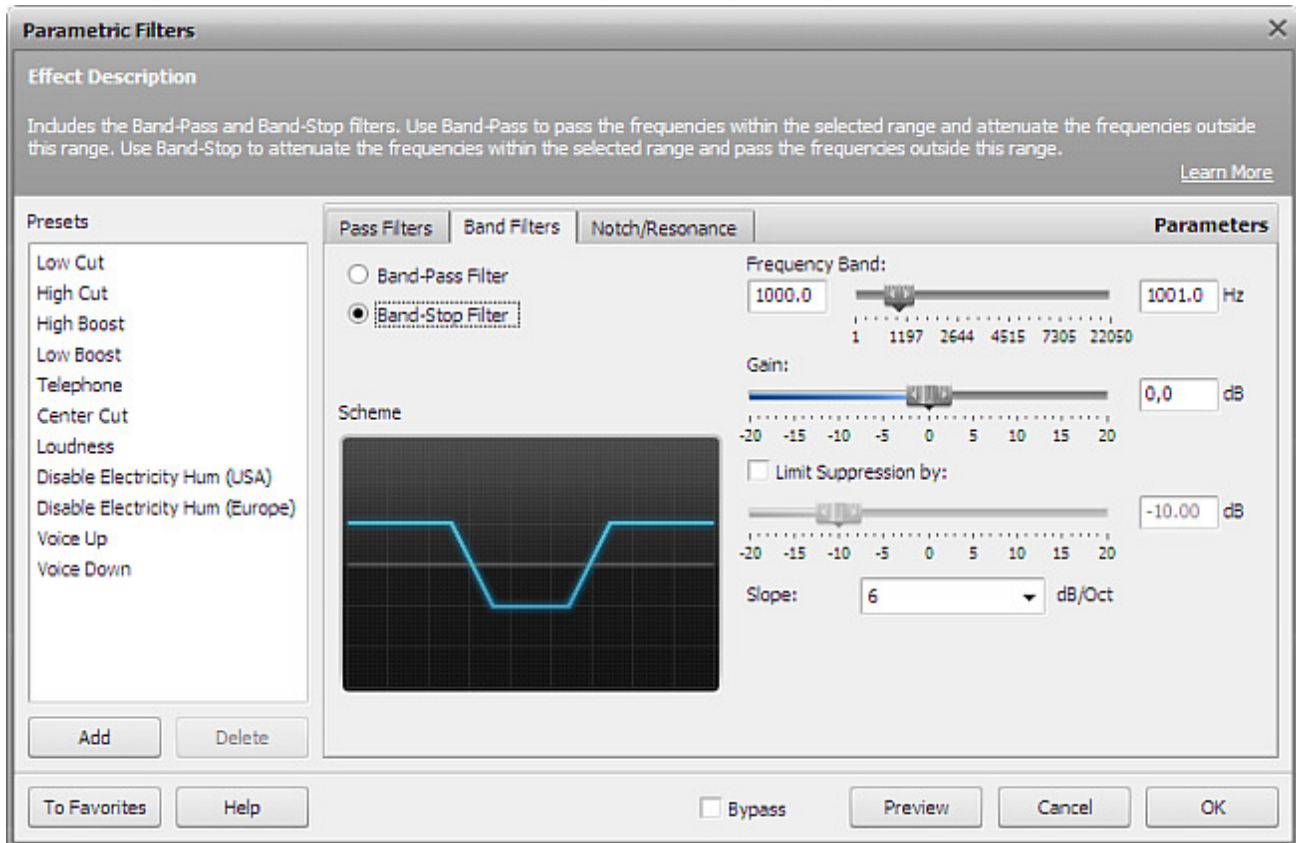 Parametric Filters
Effect Description
Includes the Band-Pass and Band-Stop filters. Use Band-Pass to pass the frequencies within the selected range and attenuate the frequencies outside
this range. Use Band-Stop to attenuate the frequencies within the selected range and pass the frequencies outside this range.
Learn More
Presets
Low Cut
High Cut
High Boost
Low Boost
Telephone
Center Cut
Loudness
Disable Electricity Hum (USA)
Disable Electricity Hum (Europe)
Voice Up
Voice Down
Add Delete
Pass Filters Band Filters Notch/Resonance Parameters
Band-Pass Filter
Band-Stop Filter
Scheme
Frequency Band:
1000.0 1001.0 Hz
1 1197 2644 4515 7305 22050
Gain:
0,0 dB
-20 -15 -10 -5 0 5 10 15 20
Limit Suppression by:
-10.00 dB
-20 -15 -10 -5 0 5 10 15 20
Slope: 6 dB/Oct
To Favorites Help Bypass Preview Cancel OK